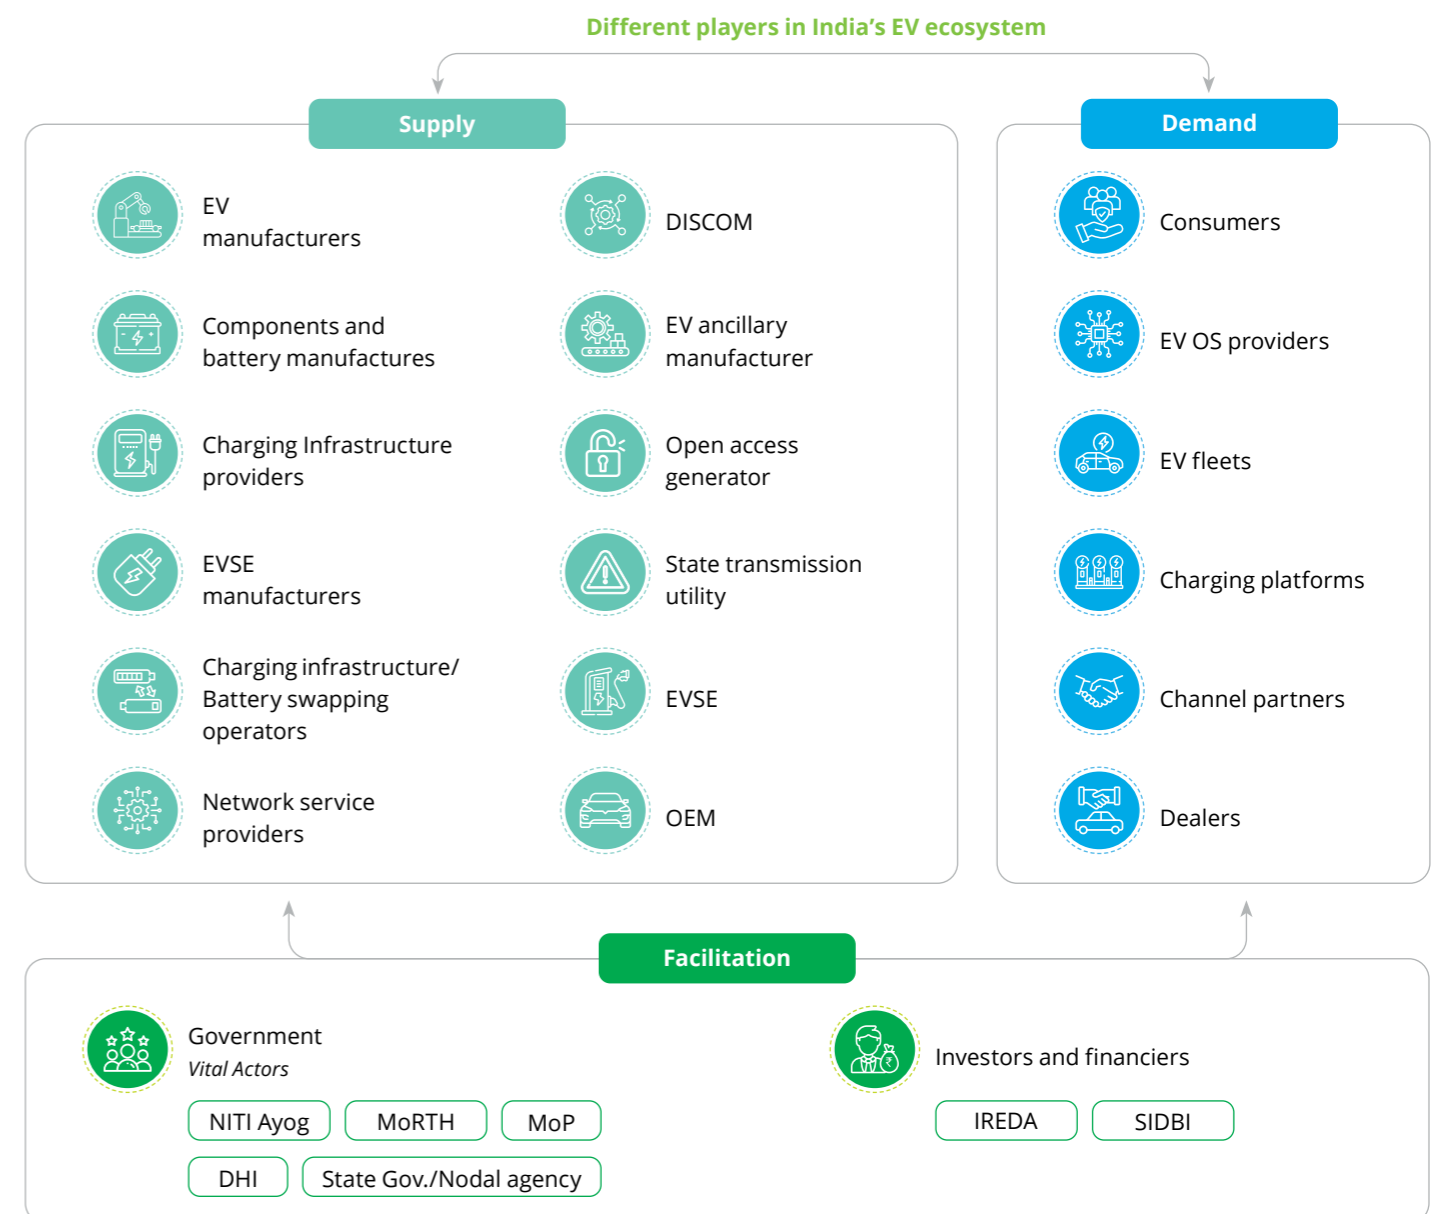 Different players in India's EV ecosystem
Supply
EV
manufacturers
Components and
battery manufactures
Charging Infrastructure
providers
EVSE
manufacturers
Charging infrastructure/
Battery swapping
operators
Network service
providers
DISCOM
EV ancillary
manufacturer
Open access
generator
State transmission
utility
EVSE
OEM
Demand
Consumers
EV OS providers
EV fleets
Charging platforms
Channel partners
Dealers
Facilitation
Government
Vital Actors
NITI Ayog
MoRTH
MoP
DHI
State Gov./Nodal agency
Investors and financiers
IREDA
SIDBI